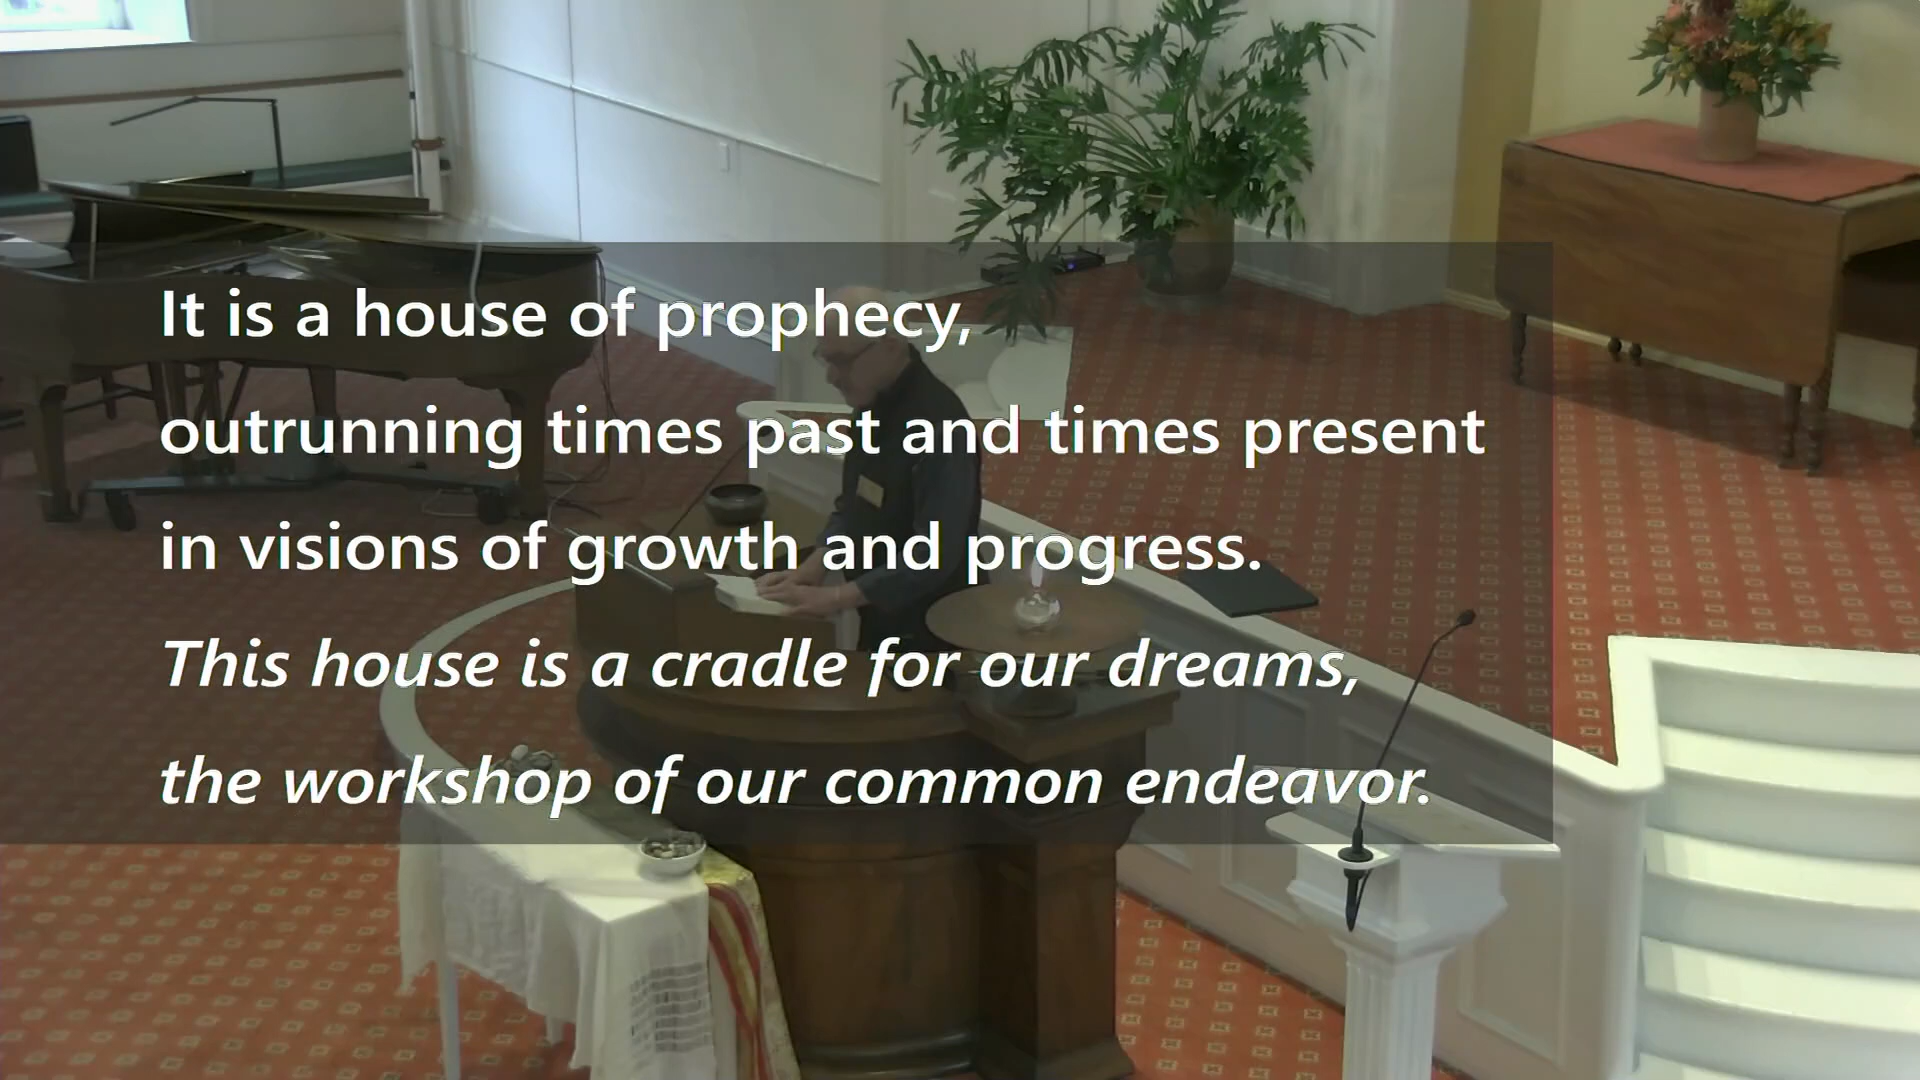 It is a house of prophecy,
outrunning times past and times present
in visions of growth and progress.
This house is a cradle for our dreams,
the workshop of our common endeavor.